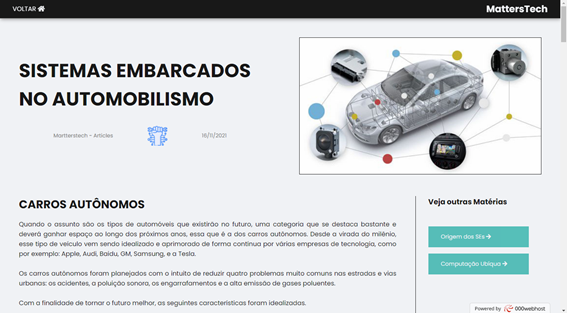 VOLTAR
MattersTech
SISTEMAS EMBARCADOS
NO AUTOMOBILISMO
Martterstech - Articles
16/11/2021
CARROS AUTÔNOMOS
Quando o assunto são os tipos de automóveis que existirão no futuro, uma categoria que se destaca bastante e
deverá ganhar espaço ao longo dos próximos anos, essa que é a dos carros autônomos. Desde a virada do milênio,
esse tipo de veículo vem sendo idealizado e aprimorado de forma contínua por várias empresas de tecnologia, como
por exemplo: Apple, Audi, Baidu, GM, Samsung, e a Tesla.
Os carros autônomos foram planejados com o intuito de reduzir quatro problemas muito comuns nas estradas e vias
urbanas: os acidentes, a poluição sonora, os engarrafamentos e a alta emissão de gases poluentes.
Com a finalidade de tornar o futuro melhor, as seguintes características foram idealizadas.
Veja outras Matérias
Origem dos SEs
Computação Ubíqua
Powered by 000webhost